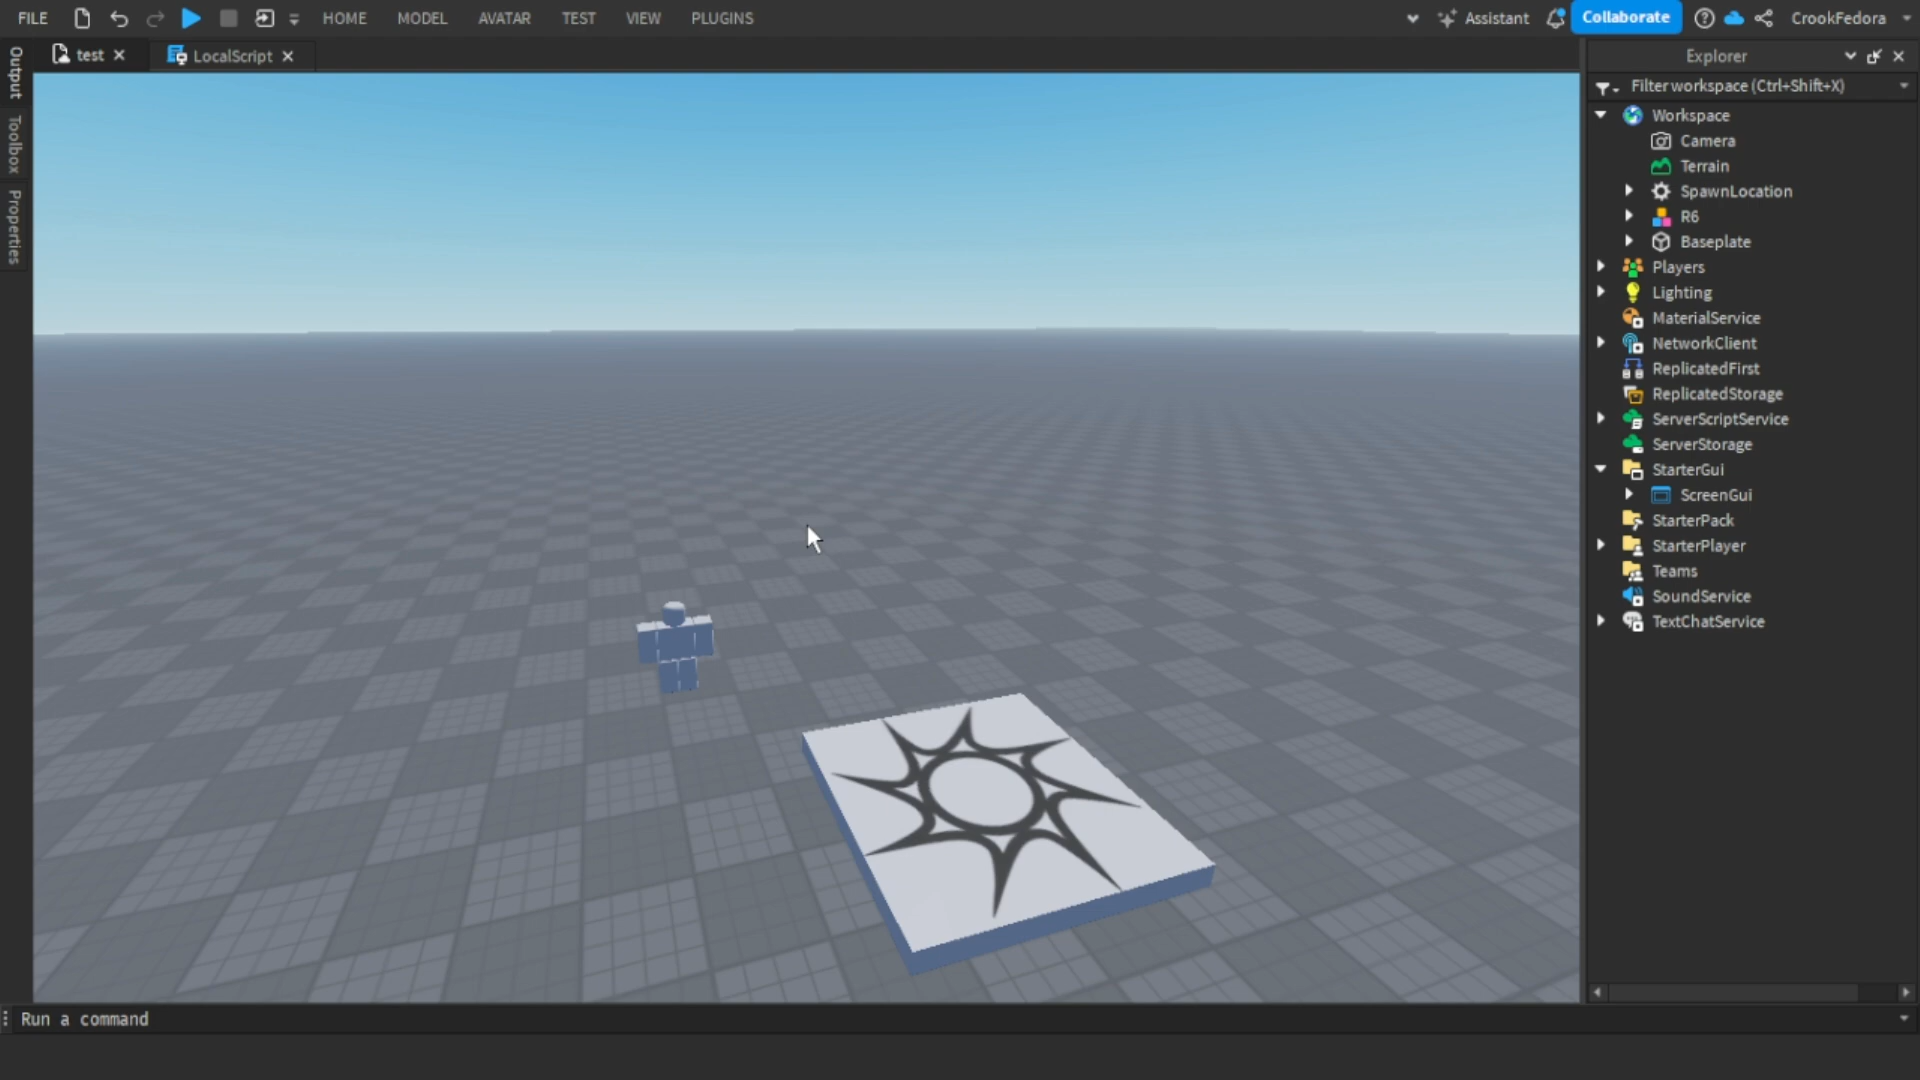 FILE HOME MODEL AVATAR TEST VIEW PLUGINS Assistant Collaborate CrookFedora
test LocalScript
Output
Toolbox
Properties
Explorer
Filter workspace (Ctrl+Shift+X)
Workspace
Camera
Terrain
SpawnLocation
R6
Baseplate
Players
Lighting
MaterialService
NetworkClient
ReplicatedFirst
ReplicatedStorage
ServerScriptService
ServerStorage
StarterGui
ScreenGui
StarterPack
StarterPlayer
Teams
SoundService
TextChatService
Run a command